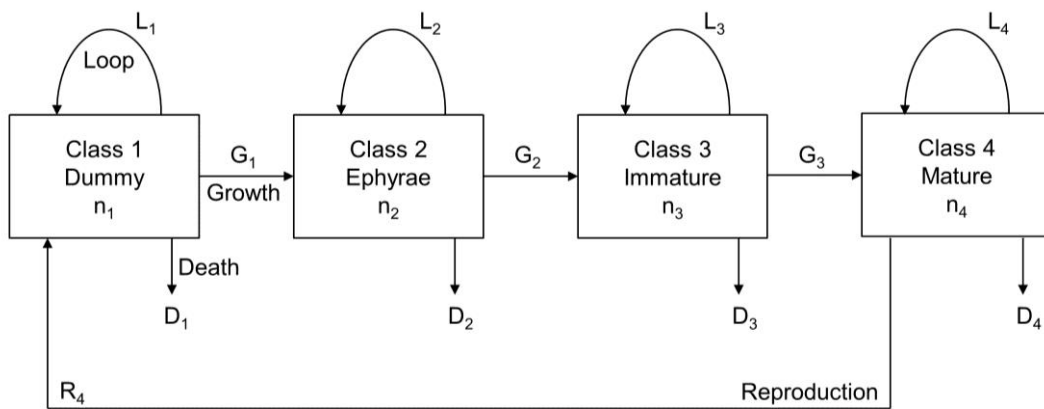 L₁
L₂
L₃
L₄
Loop
Class 1
Dummy
n₁
G₁
Growth
Class 2
Ephyrae
n₂
G₂
Class 3
Immature
n₃
G₃
Class 4
Mature
n₄
Death
D₁
D₂
D₃
D₄
R₄
Reproduction